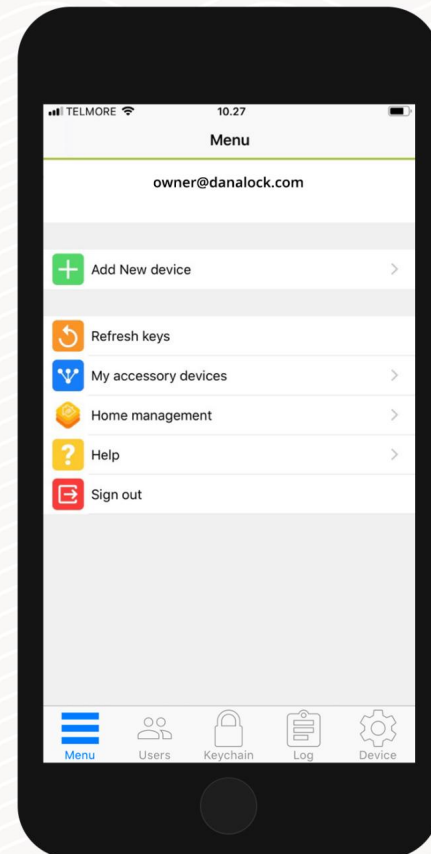 TELMORE 10.27
Menu
owner@danalock.com
Add New device
Refresh keys
My accessory devices
Home management
? Help
Sign out
Menu Users Keychain Log Device